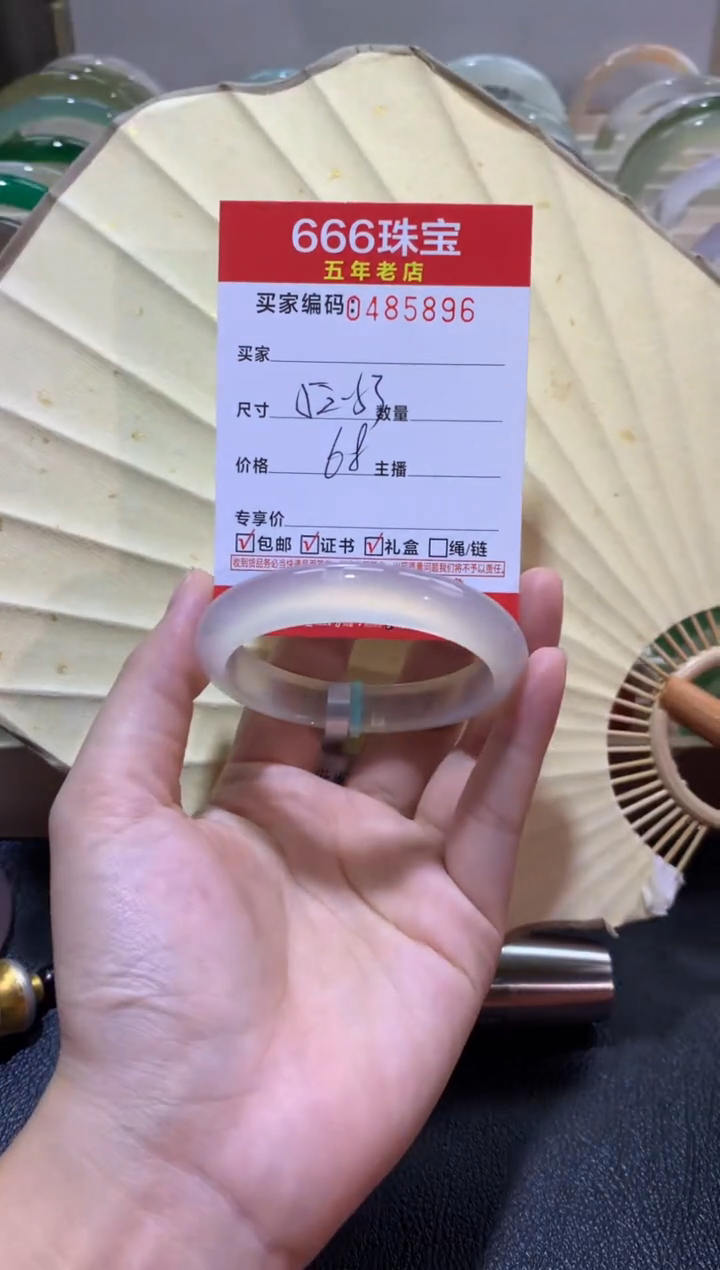 666珠宝
五年老店
买家编码:0485896
买家
尺寸 52-53 数量
价格 68 主播
专享价
包邮 证书 礼盒 绳/链